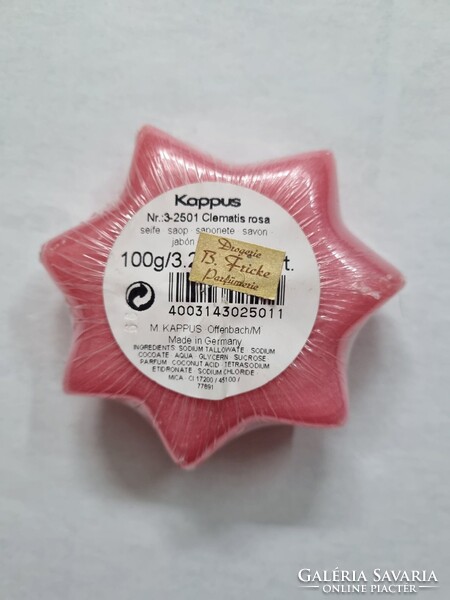 Kappus
Nr.:3-2501 Clematis rosa
seife · saop · saponete · savon ·
jabón
100g/3.2 t.
Drogerie
B. Fricke
Parfümerie
4003143025011
M. KAPPUS Offenbach/M
Made in Germany
INGREDIENTS: SODIUM TALLOWATE · SODIUM
COCOATE · AQUA · GLYCERIN · SUCROSE
PARFUM · COCONUT ACID · TETRASODIUM
ETIDRONATE · SODIUM CHLORIDE
MICA · CI 17200 / 45100 /
77891
GALÉRIA SAVARIA
ONLINE PIACTÉR